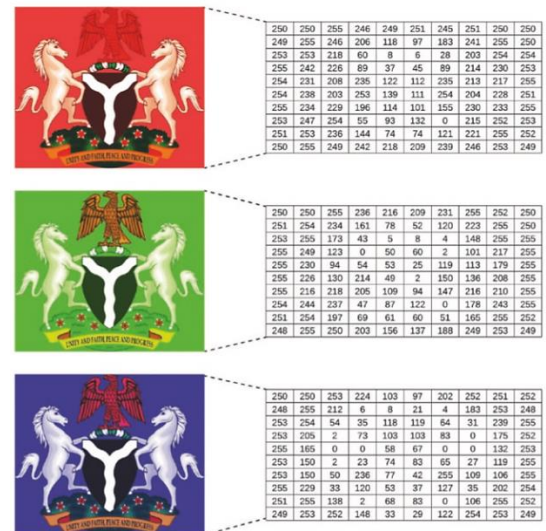 250 250 255 246 249 251 245 251 250 250
249 255 246 206 118 97 183 241 255 250
253 253 218 60 8 6 28 203 254 254
255 242 226 89 37 45 89 214 230 253
254 231 208 235 122 112 235 213 217 255
254 238 203 253 139 111 254 204 228 251
255 234 229 196 114 101 155 230 233 255
253 247 254 55 93 132 0 215 252 253
251 253 236 144 74 74 121 221 255 252
250 255 249 242 218 209 239 246 253 249
UNITY AND FAITH, PEACE AND PROGRESS
250 250 255 236 216 209 231 255 252 250
251 254 234 161 78 52 120 223 255 250
253 255 173 43 5 8 4 148 255 255
255 249 123 0 50 60 2 101 217 255
255 230 94 54 53 25 119 113 179 255
255 226 130 214 49 2 150 136 208 255
255 216 218 205 109 94 147 216 210 255
254 244 237 47 87 122 0 178 243 255
251 254 197 69 61 60 51 165 255 252
248 255 250 203 156 137 188 249 253 249
UNITY AND FAITH, PEACE AND PROGRESS
250 250 253 224 103 97 202 252 251 252
248 255 212 6 8 21 4 183 253 248
253 254 54 35 118 119 64 31 239 255
253 205 2 73 103 103 83 0 175 252
255 165 0 0 58 67 0 0 132 253
253 150 2 23 74 83 65 27 119 255
253 150 50 236 77 42 255 109 106 255
255 229 33 120 53 37 127 35 202 254
251 255 138 2 68 83 0 106 255 252
249 253 252 148 33 29 122 254 253 249
UNITY AND FAITH, PEACE AND PROGRESS